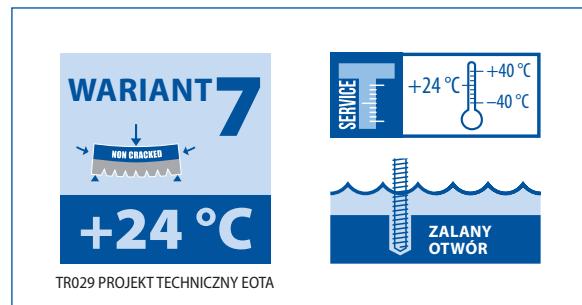 WARIANT 7
NON CRACKED
+24 °C
TR029 PROJEKT TECHNICZNY EOTA
SERVICE
T
+24 °C
+40 °C
−40 °C
ZALANY
OTWÓR